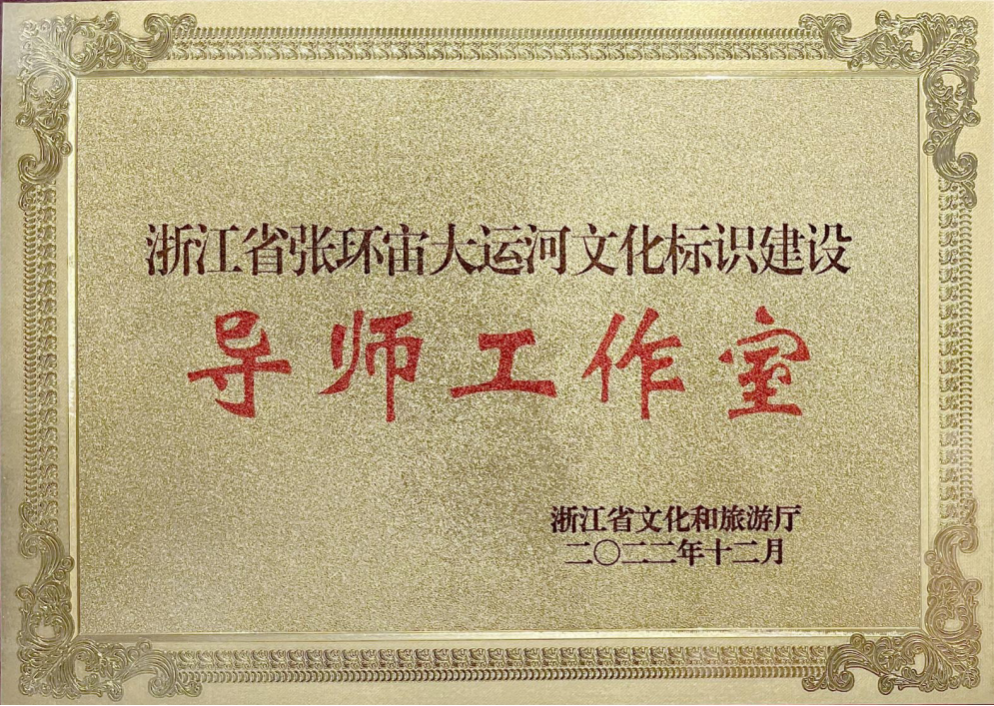 浙江省张环宙大运河文化标识建设
导师工作室
浙江省文化和旅游厅
二〇二二年十二月